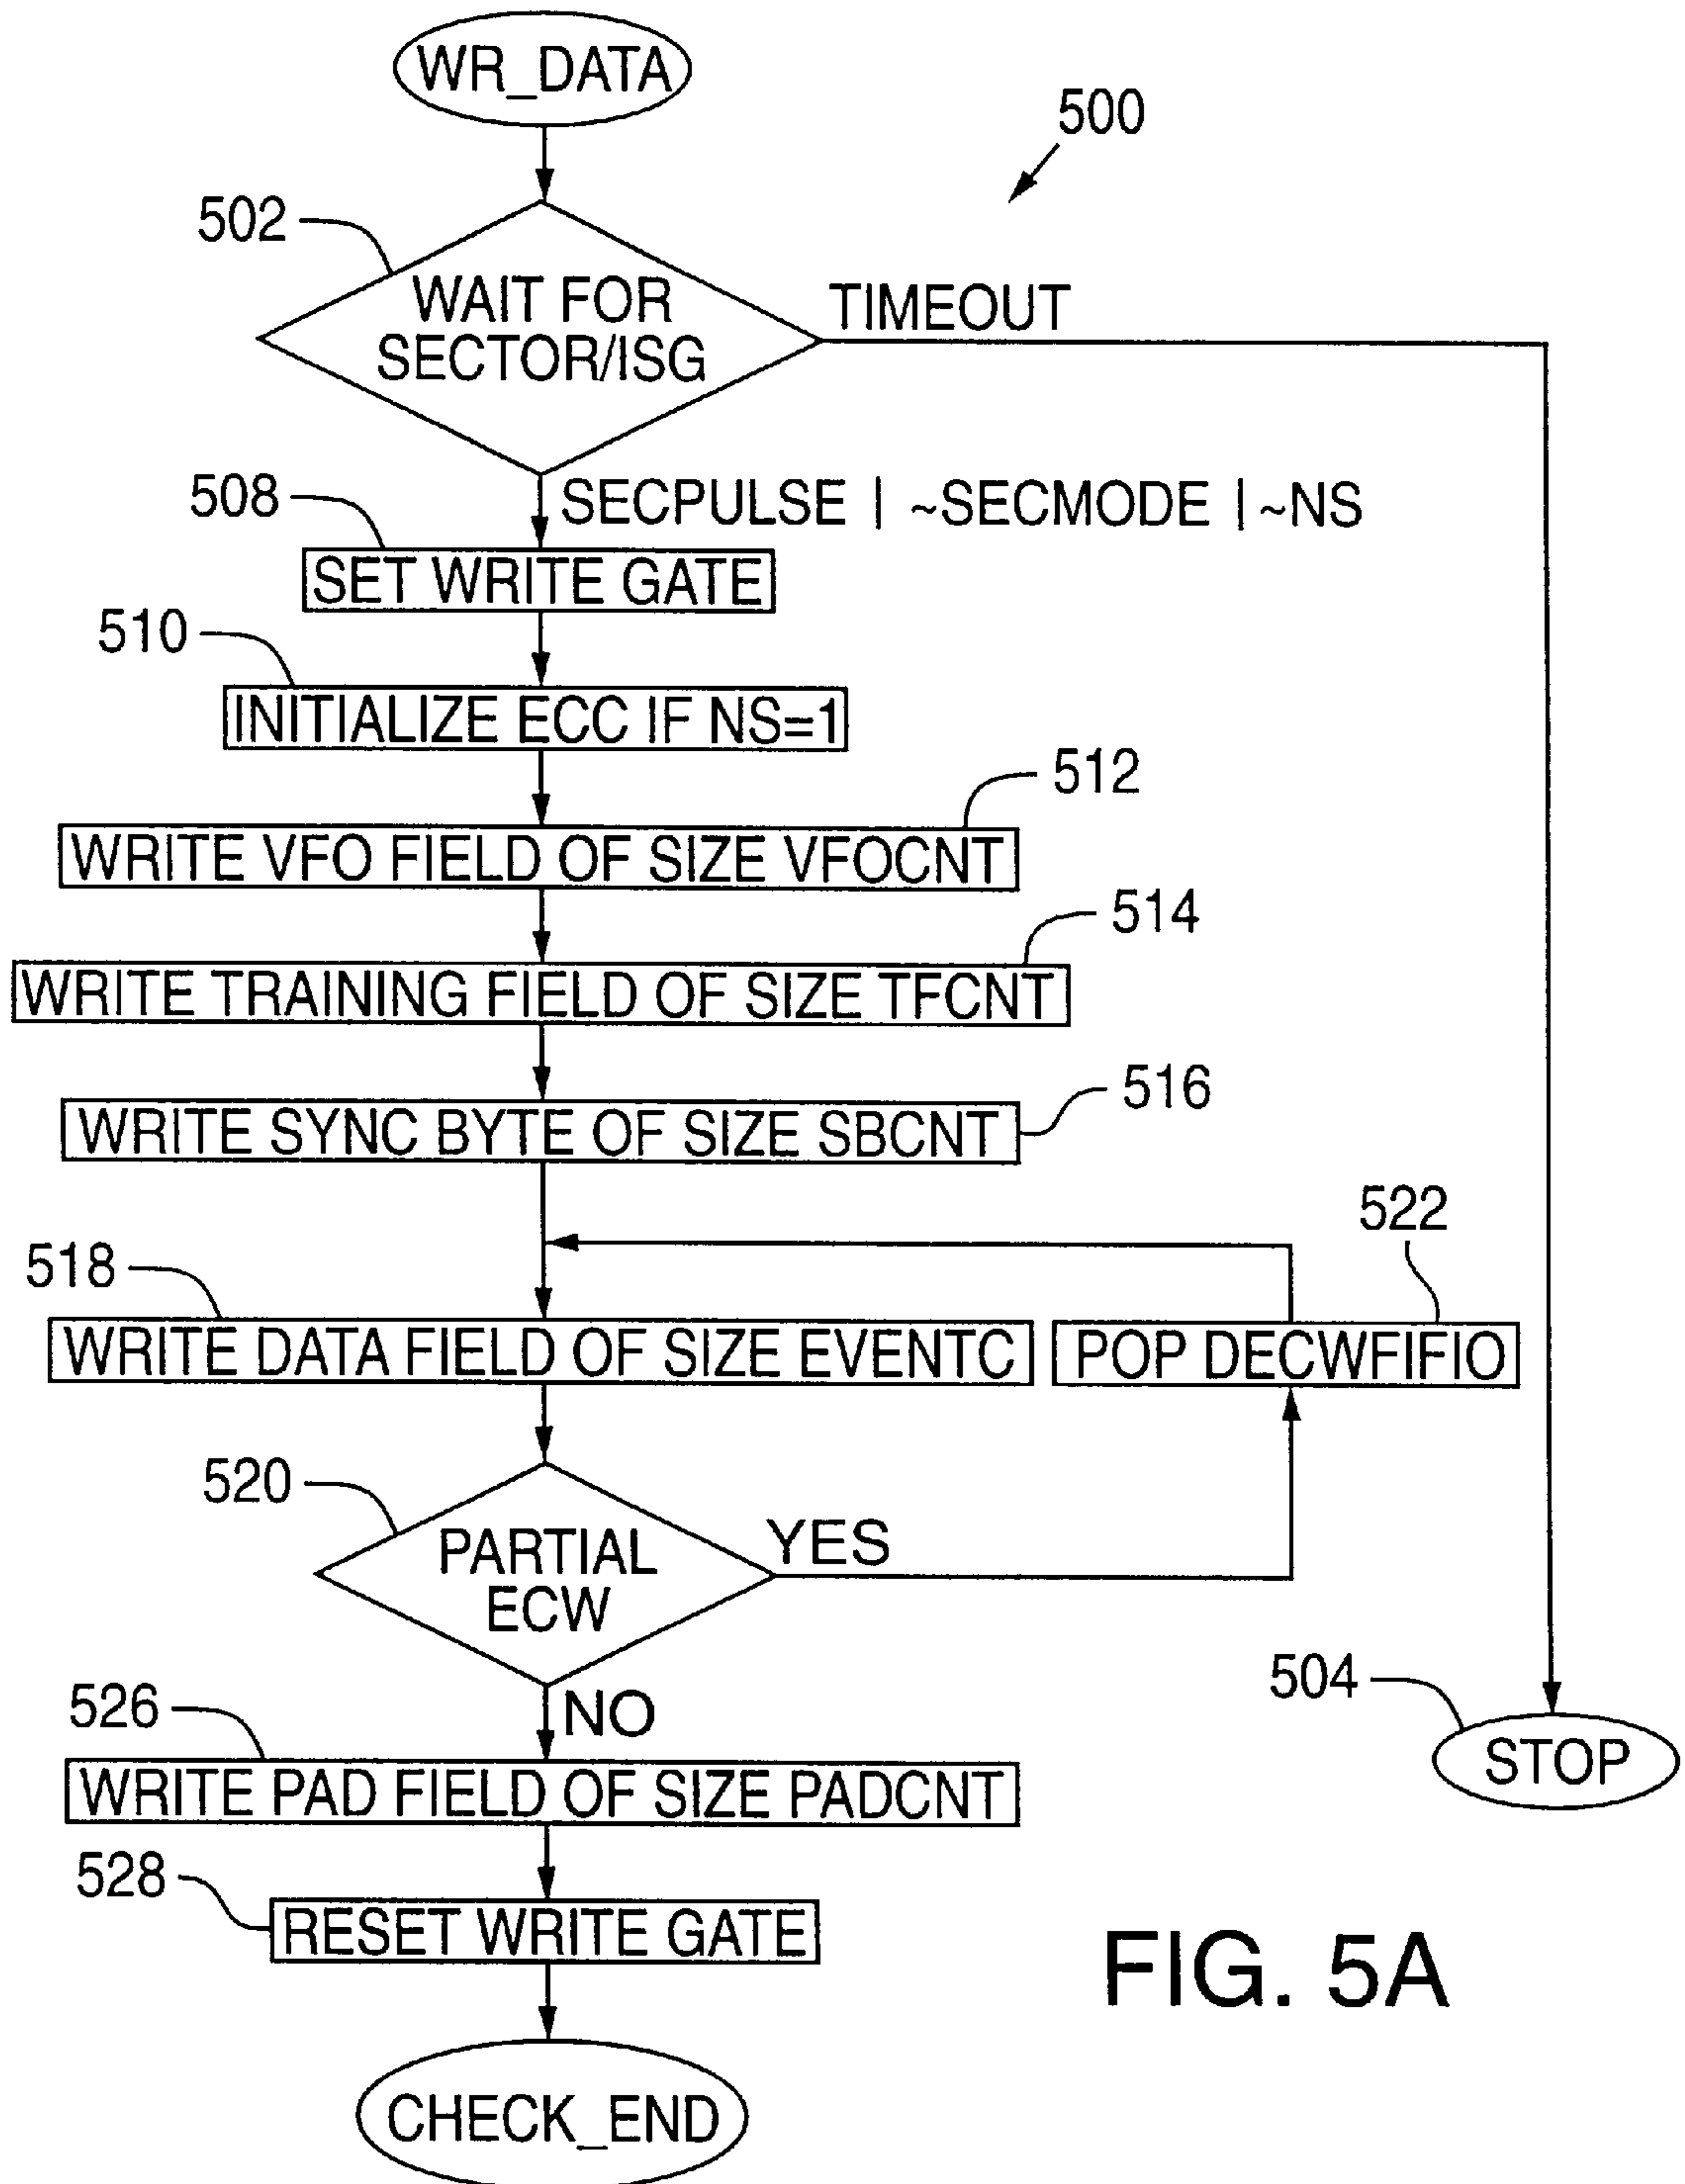 WR_DATA
500
502
WAIT FOR
SECTOR/ISG
TIMEOUT
508
SECPULSE | ~SECMODE | ~NS
SET WRITE GATE
510
INITIALIZE ECC IF NS=1
512
WRITE VFO FIELD OF SIZE VFOCNT
514
WRITE TRAINING FIELD OF SIZE TFCNT
516
WRITE SYNC BYTE OF SIZE SBCNT
522
518
WRITE DATA FIELD OF SIZE EVENTC
POP DECWFIFIO
520
PARTIAL
ECW
YES
504
526
NO
STOP
WRITE PAD FIELD OF SIZE PADCNT
528
RESET WRITE GATE
FIG. 5A
CHECK_END